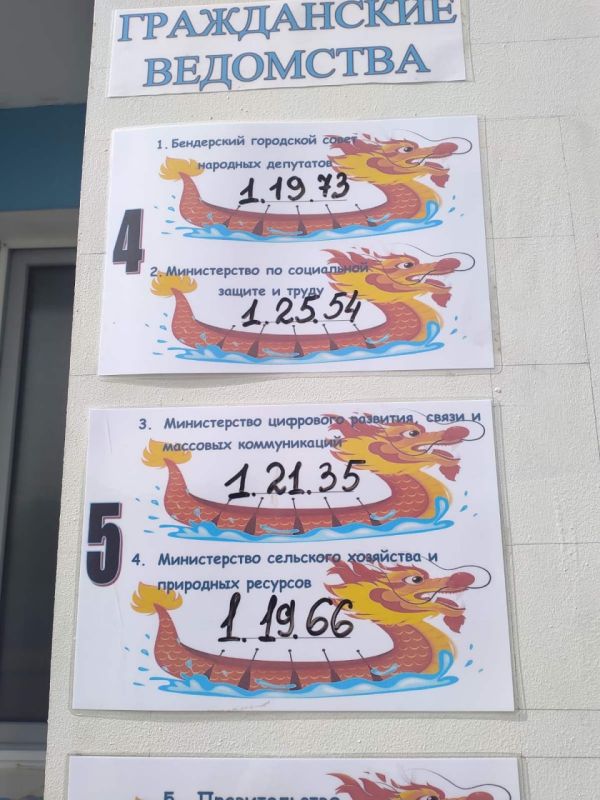 ГРАЖДАНСКИЕ
ВЕДОМСТВА
1. Бендерский городской совет
народных депутатов
1.19.73
4
2. Министерство по социальной
защите и труду
1.25.54
3. Министерство цифрового развития, связи и
массовых коммуникаций
1.21.35
5
4. Министерство сельского хозяйства и
природных ресурсов
1.19.66
5. Правительство